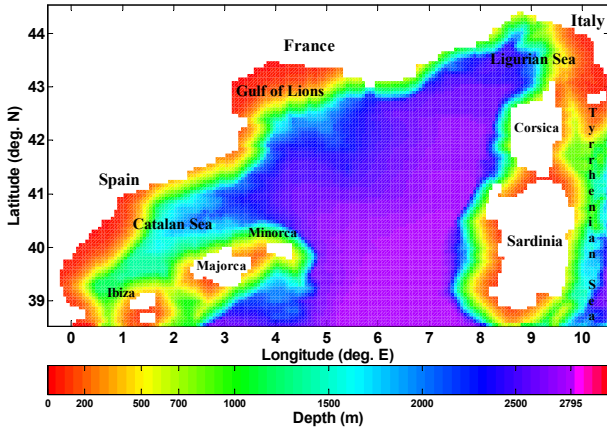 Italy
France
Ligurian Sea
Gulf of Lions
Corsica
Tyrrhenian Sea
Spain
Catalan Sea
Minorca
Sardinia
Majorca
Ibiza
44
43
42
41
40
39
Latitude (deg. N)
0 1 2 3 4 5 6 7 8 9 10
Longitude (deg. E)
0 200 500 700 1000 1500 2000 2500 2795
Depth (m)